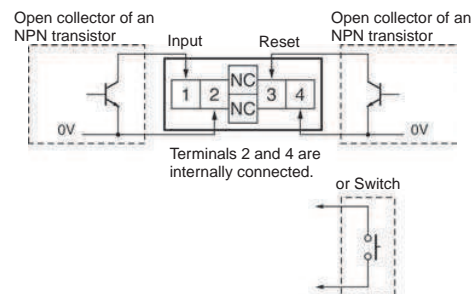 Open collector of an
NPN transistor
Input
Reset
Open collector of an
NPN transistor
NC
1 2 3 4
NC
0V
0V
Terminals 2 and 4 are
internally connected.
or Switch